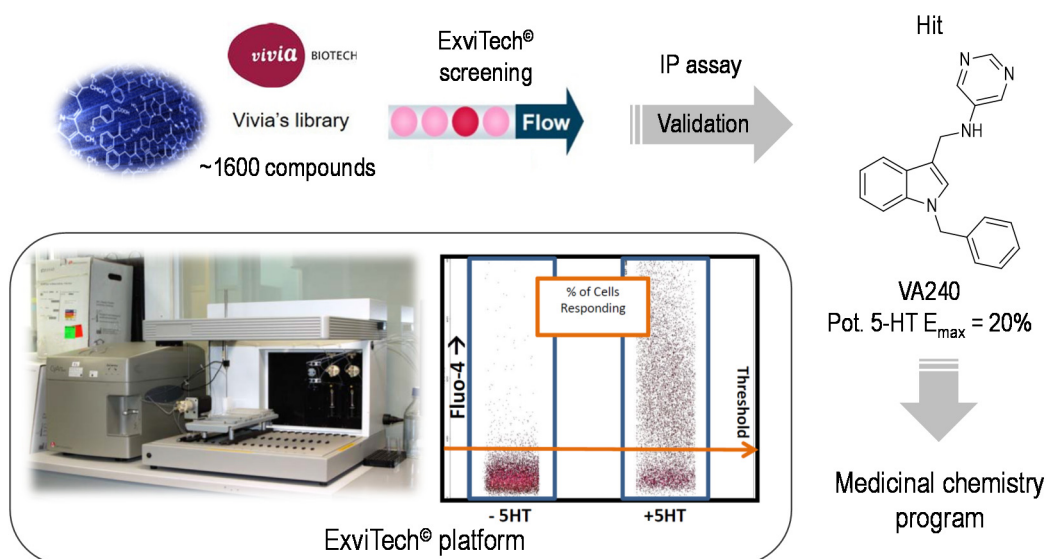 vivia BIOTECH
Vivia's library
~1600 compounds
ExviTech©
screening
Flow
IP assay
Validation
Hit
N
N
NH
N
VA240
Pot. 5-HT Emax = 20%
Medicinal chemistry
program
Fluo-4 →
% of Cells
Responding
Threshold
- 5HT
+5HT
ExviTech© platform